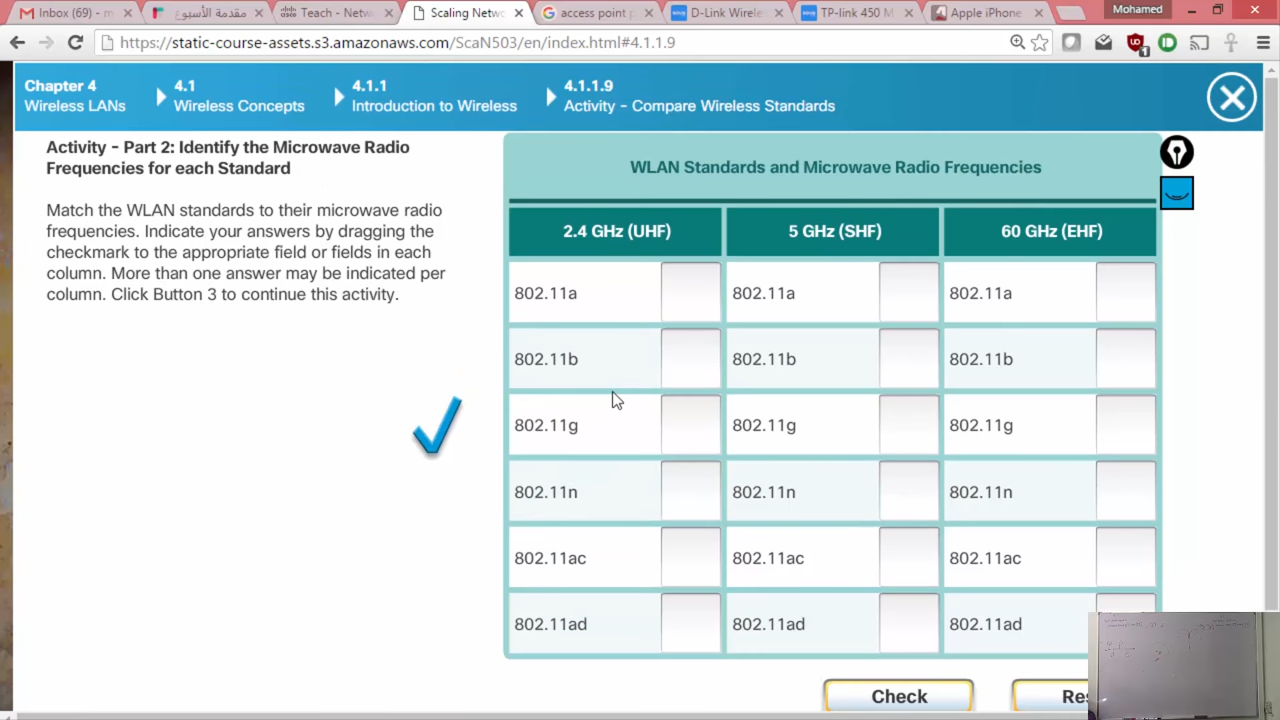 Inbox (69) - m
مقدمة الأسبوع
Teach - Netw
Scaling Netwo
access point p
D-Link Wirele
TP-link 450 M
Apple iPhone
Mohamed
https://static-course-assets.s3.amazonaws.com/ScaN503/en/index.html#4.1.1.9
Chapter 4
Wireless LANs
4.1
Wireless Concepts
4.1.1
Introduction to Wireless
4.1.1.9
Activity - Compare Wireless Standards
Activity - Part 2: Identify the Microwave Radio
Frequencies for each Standard
Match the WLAN standards to their microwave radio
frequencies. Indicate your answers by dragging the
checkmark to the appropriate field or fields in each
column. More than one answer may be indicated per
column. Click Button 3 to continue this activity.
WLAN Standards and Microwave Radio Frequencies
2.4 GHz (UHF) 5 GHz (SHF) 60 GHz (EHF)
802.11a 802.11a 802.11a
802.11b 802.11b 802.11b
802.11g 802.11g 802.11g
802.11n 802.11n 802.11n
802.11ac 802.11ac 802.11ac
802.11ad 802.11ad 802.11ad
Check
Res